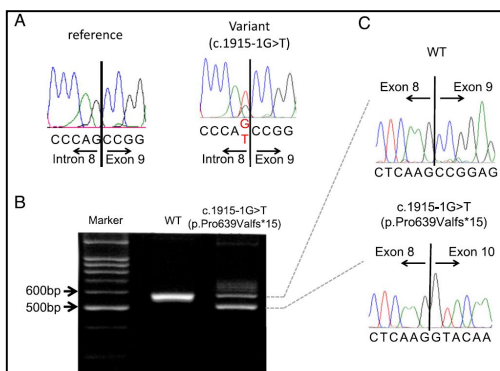 A
reference
Variant
(c.1915-1G>T)
CCCAGCCGG
Intron 8 Exon 9
CCCA G CCGG
T
Intron 8 Exon 9
B
Marker
WT
c.1915-1G>T
(p.Pro639Valfs*15)
600bp
500bp
C
WT
Exon 8 Exon 9
CTCAAGCCGGAG
c.1915-1G>T
(p.Pro639Valfs*15)
Exon 8 Exon 10
CTCAAGGTACAA